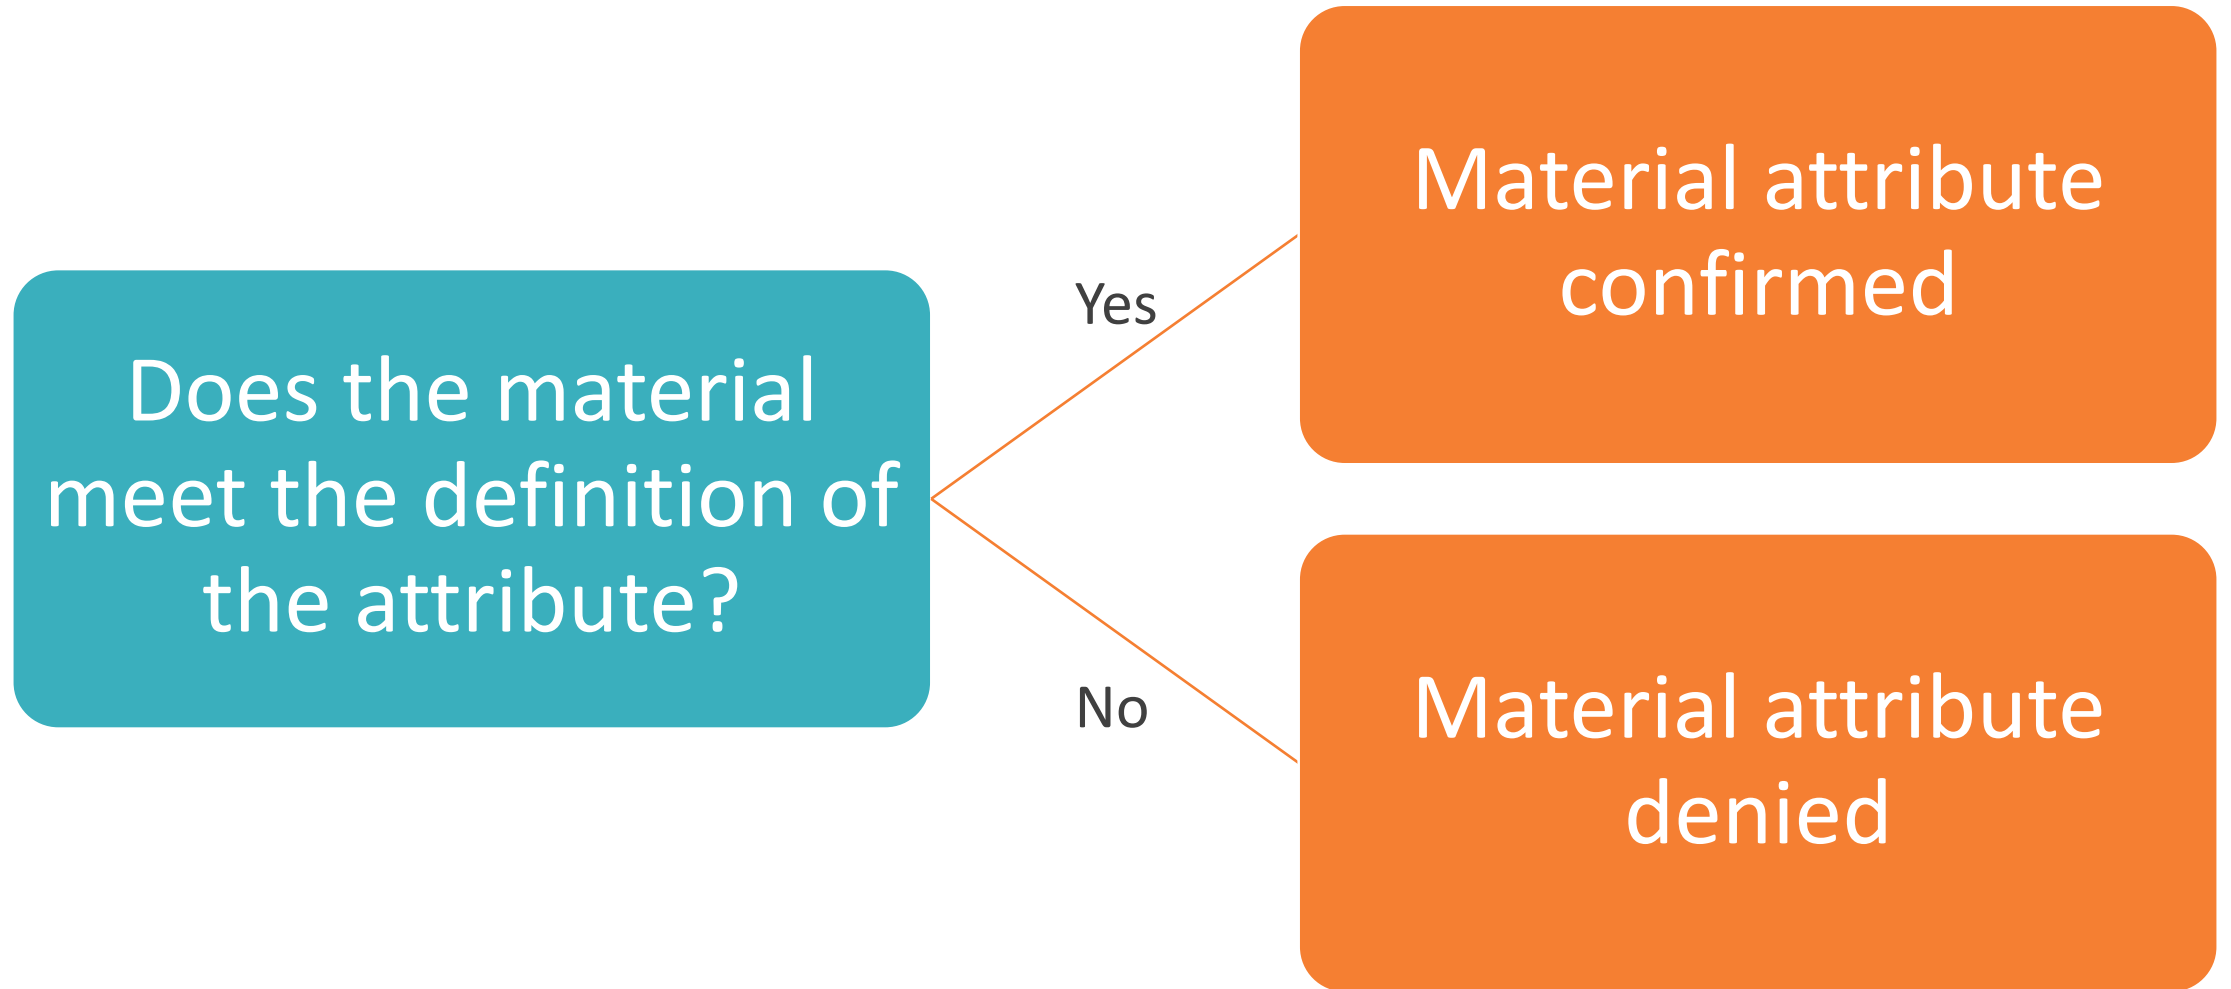 Does the material
meet the definition of
the attribute?
Yes
Material attribute
confirmed
No
Material attribute
denied